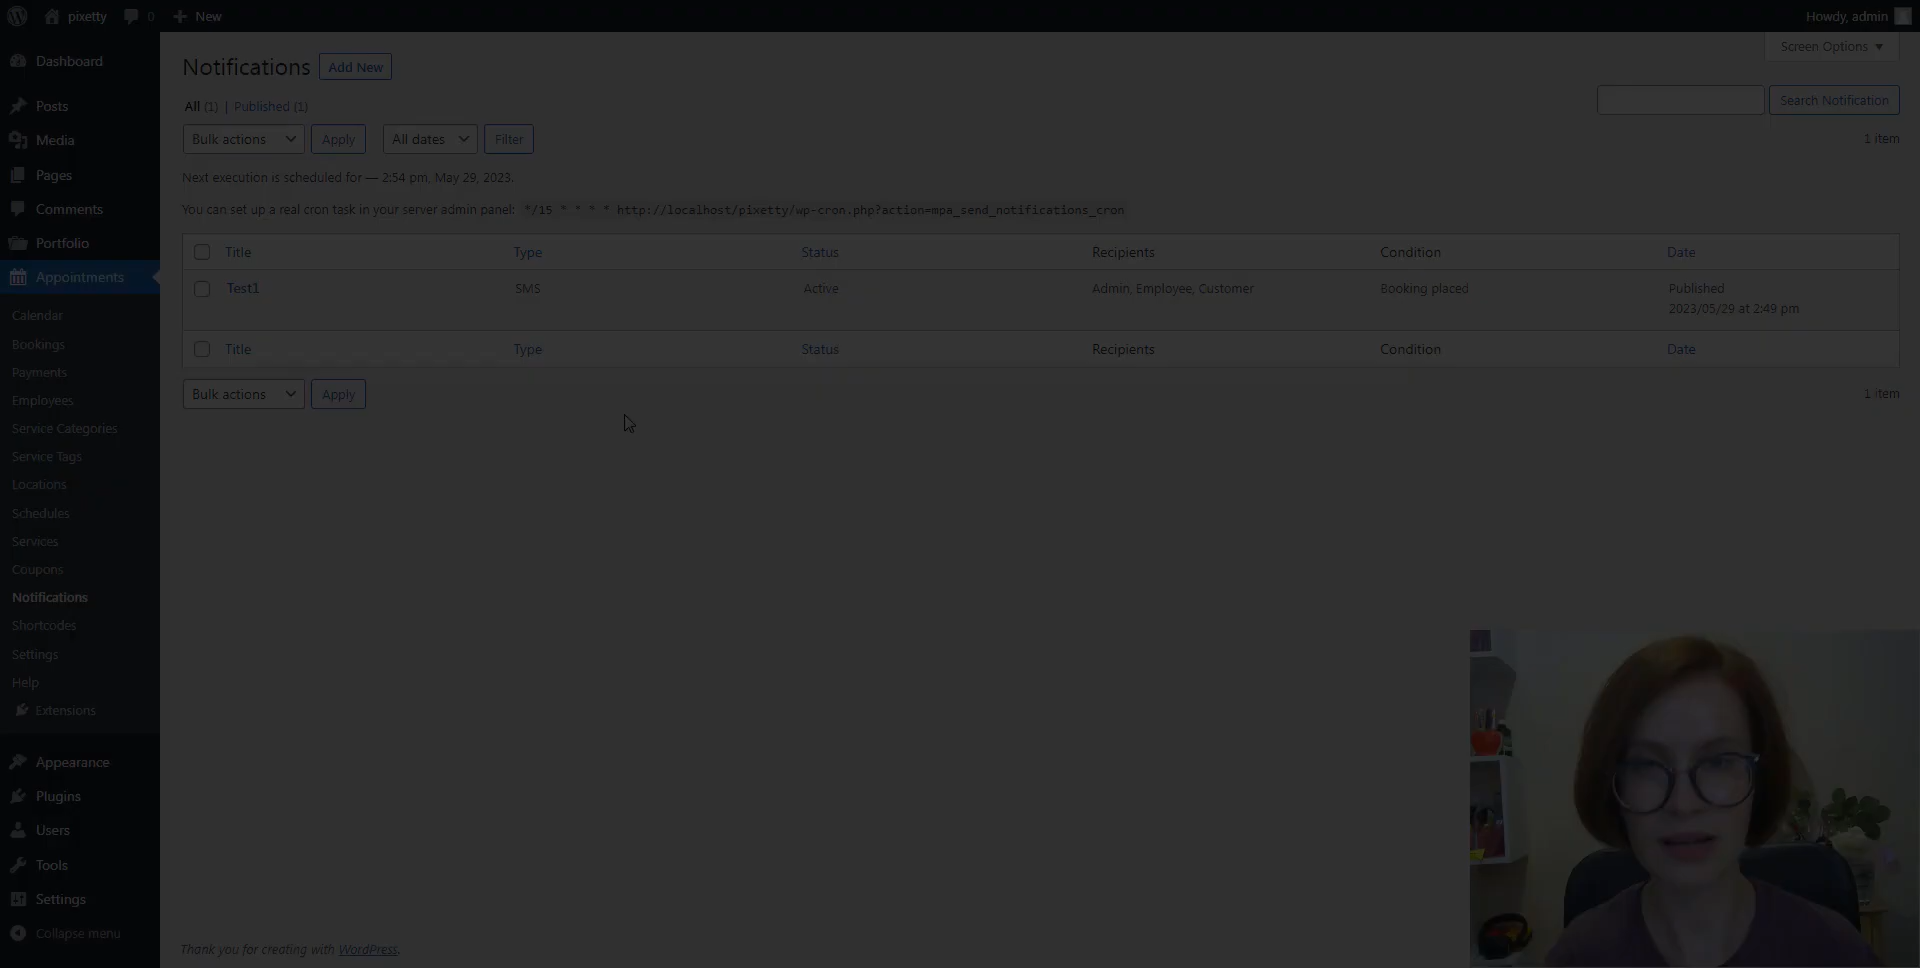 pixetty 0 New Howdy, admin
Screen Options
Dashboard
Posts
Media
Pages
Comments
Portfolio
Appointments
Calendar
Bookings
Payments
Employees
Service Categories
Service Tags
Locations
Schedules
Services
Coupons
Notifications
Shortcodes
Settings
Help
Extensions
Appearance
Plugins
Users
Tools
Settings
Collapse menu
Notifications Add New
All (1) | Published (1)
Search Notification
Bulk actions Apply All dates Filter 1 item
Next execution is scheduled for — 2:54 pm, May 29, 2023.
You can set up a real cron task in your server admin panel: */15 * * * * http://localhost/pixetty/wp-cron.php?action=mpa_send_notifications_cron
Title Type Status Recipients Condition Date
Test1 SMS Active Admin, Employee, Customer Booking placed Published
2023/05/29 at 2:49 pm
Title Type Status Recipients Condition Date
Bulk actions Apply 1 item
Thank you for creating with WordPress.